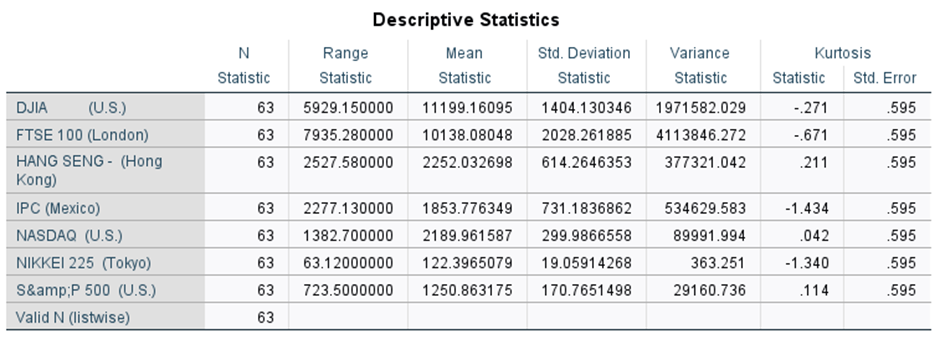 Descriptive Statistics
N Range Mean Std. Deviation Variance Kurtosis
Statistic Statistic Statistic Statistic Statistic Statistic Std. Error
DJIA (U.S.) 63 5929.150000 11199.16095 1404.130346 1971582.029 -.271 .595
FTSE 100 (London) 63 7935.280000 10138.08048 2028.261885 4113846.272 -.671 .595
HANG SENG - (Hong 63 2527.580000 2252.032698 614.2646353 377321.042 .211 .595
Kong)
IPC (Mexico) 63 2277.130000 1853.776349 731.1836862 534629.583 -1.434 .595
NASDAQ (U.S.) 63 1382.700000 2189.961587 299.9866558 89991.994 .042 .595
NIKKEI 225 (Tokyo) 63 63.12000000 122.3965079 19.05914268 363.251 -1.340 .595
S&amp;P 500 (U.S.) 63 723.5000000 1250.863175 170.7651498 29160.736 .114 .595
Valid N (listwise) 63